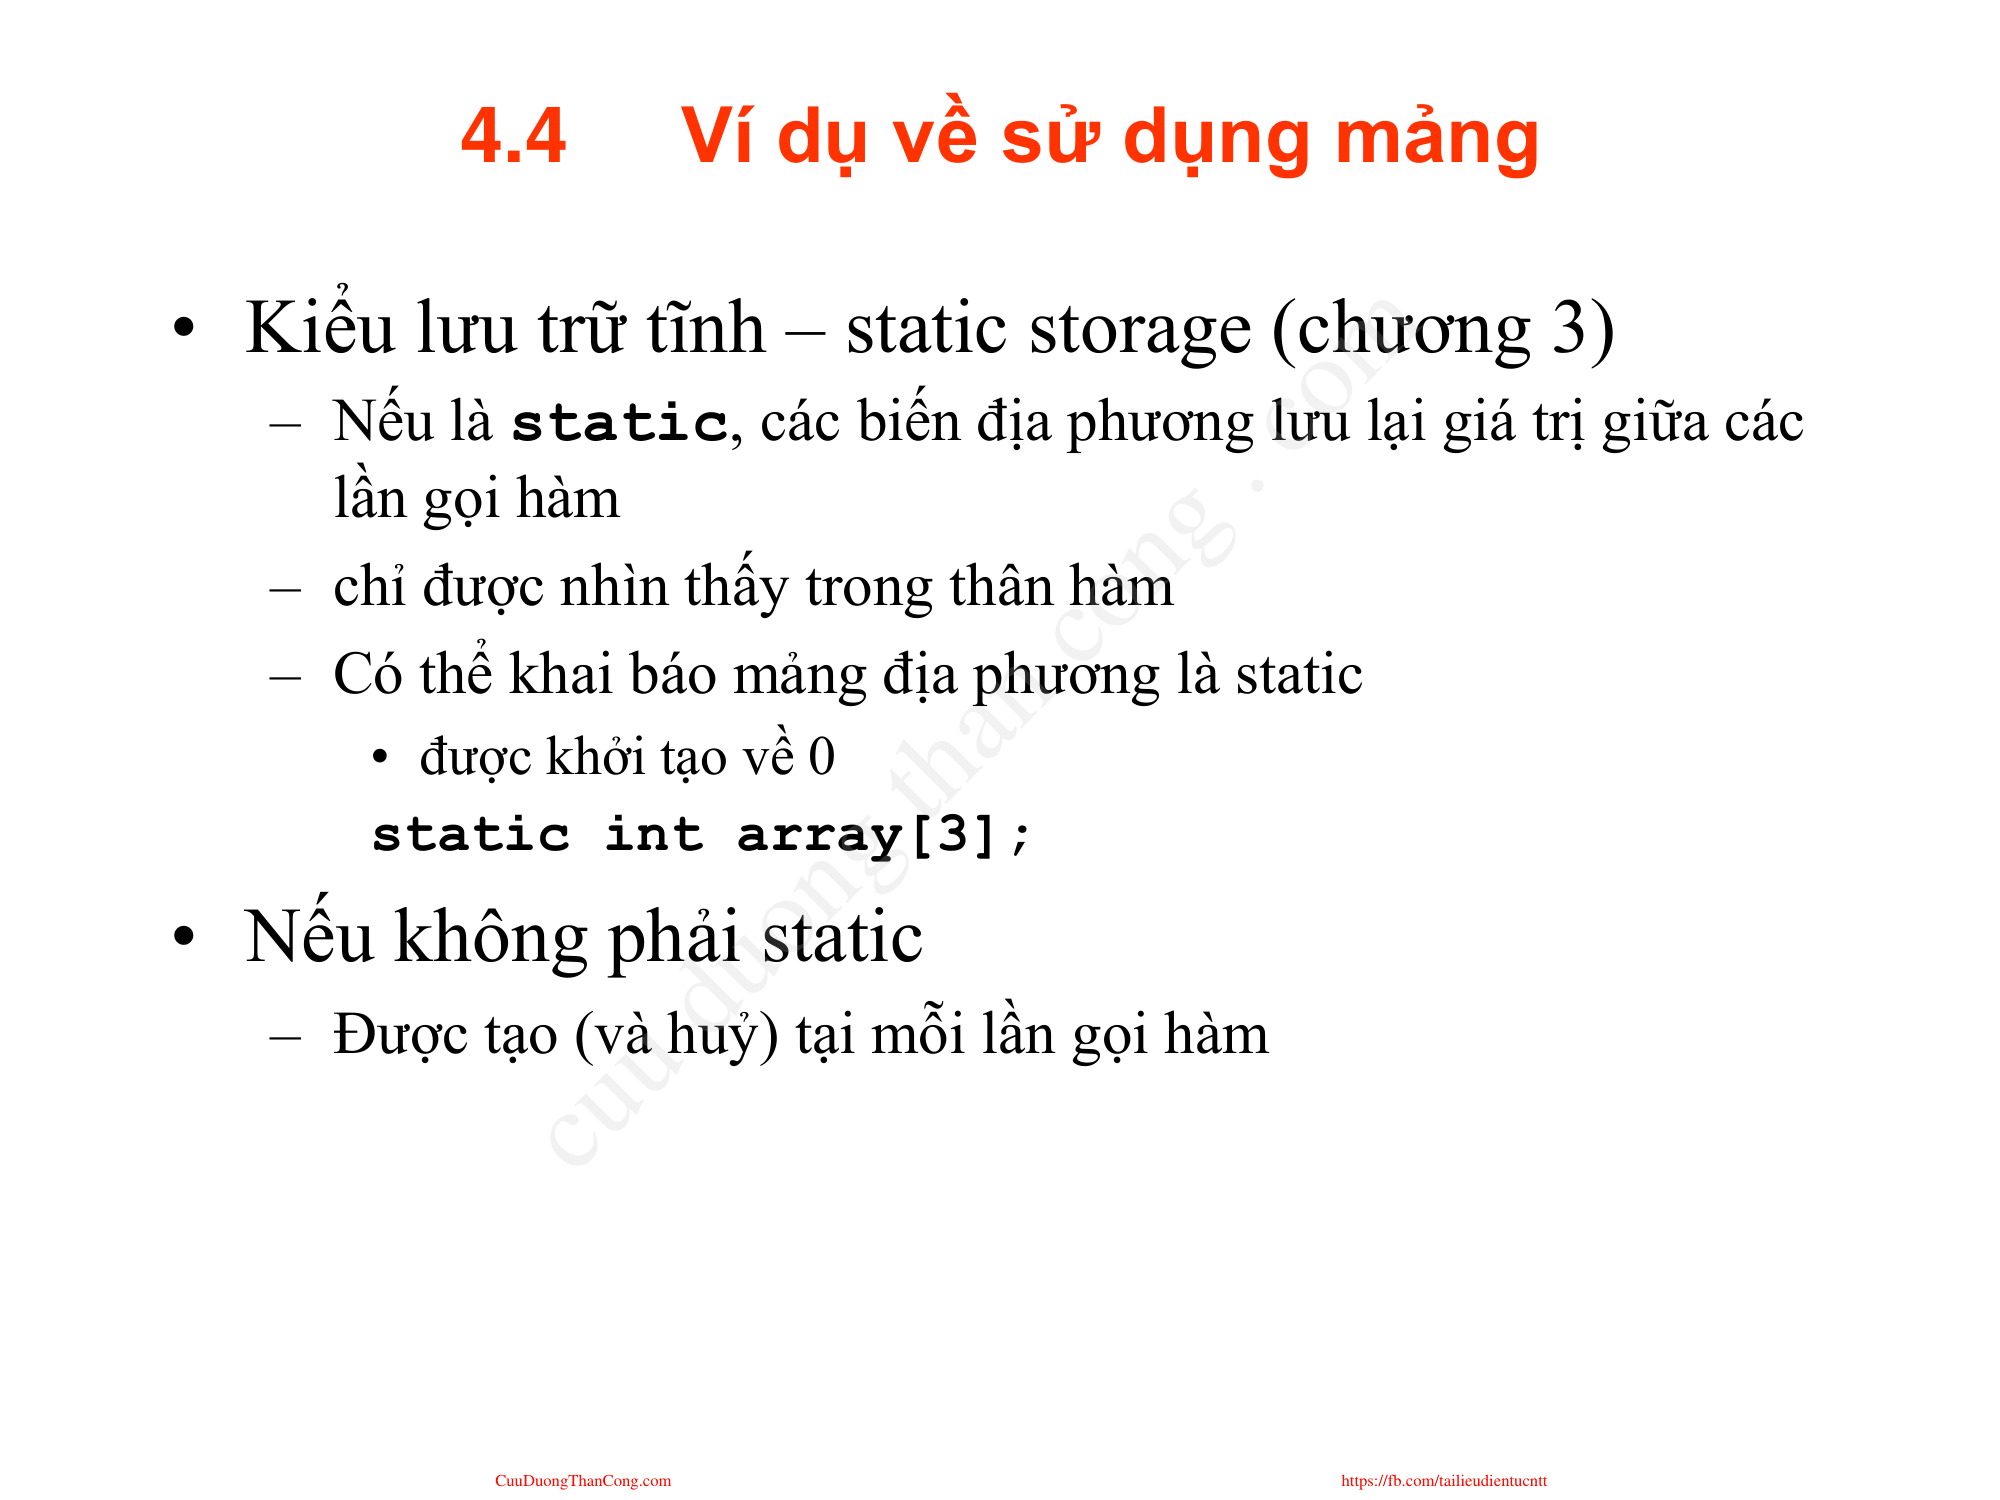 4.4 Ví dụ về sử dụng mảng
• Kiểu lưu trữ tĩnh – static storage (chương 3)
– Nếu là static, các biến địa phương lưu lại giá trị giữa các
lần gọi hàm
– chỉ được nhìn thấy trong thân hàm
– Có thể khai báo mảng địa phương là static
• được khởi tạo về 0
static int array[3];
• Nếu không phải static
– Được tạo (và huỷ) tại mỗi lần gọi hàm
cuu duong than cong . com
CuuDuongThanCong.com
https://fb.com/tailieudientucntt